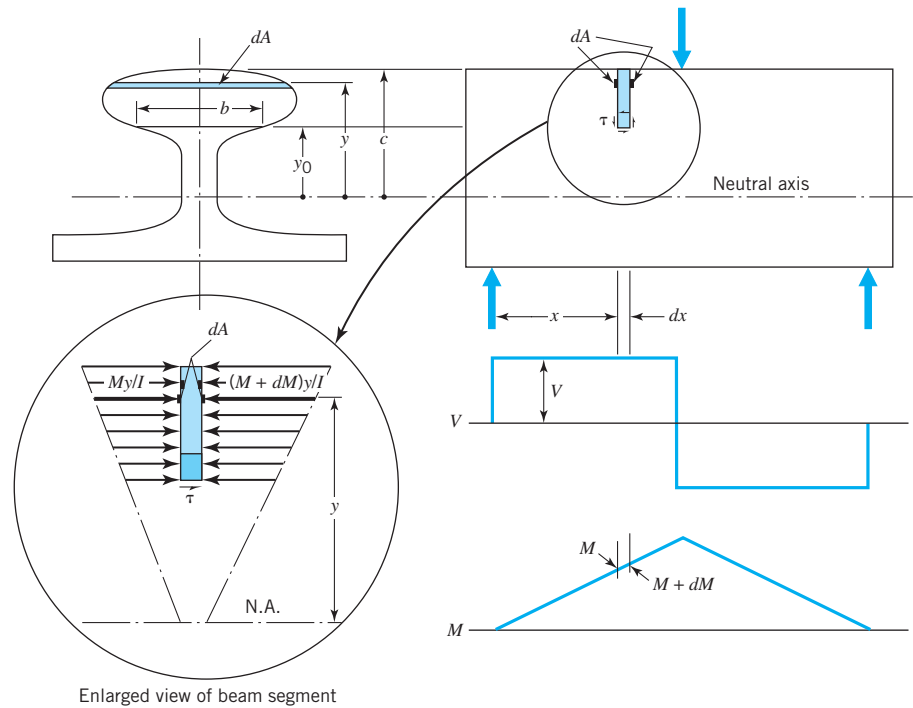 dA
b
y
c
y0
dA
τ
Neutral axis
x
dx
dA
My/I
(M + dM)y/I
τ
y
N.A.
V
V
M
M + dM
M
Enlarged view of beam segment